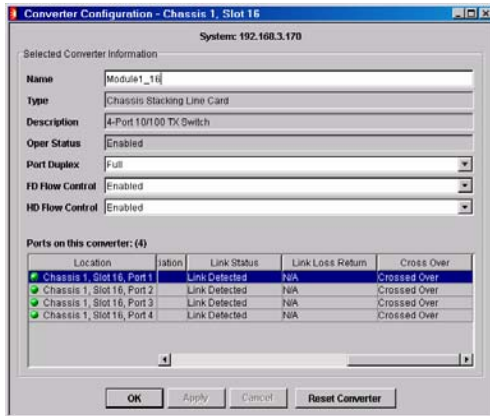 Converter Configuration - Chassis 1, Slot 16
System: 192.168.3.170
Selected Converter Information
Name Module1_16
Type Chassis Stacking Line Card
Description 4-Port 10/100 TX Switch
Oper Status Enabled
Port Duplex Full
FD Flow Control Enabled
HD Flow Control Enabled
Ports on this converter: (4)
Location iation Link Status Link Loss Return Cross Over
Chassis 1, Slot 16, Port 1 Link Detected N/A Crossed Over
Chassis 1, Slot 16, Port 2 Link Detected N/A Crossed Over
Chassis 1, Slot 16, Port 3 Link Detected N/A Crossed Over
Chassis 1, Slot 16, Port 4 Link Detected N/A Crossed Over
OK Apply Cancel Reset Converter